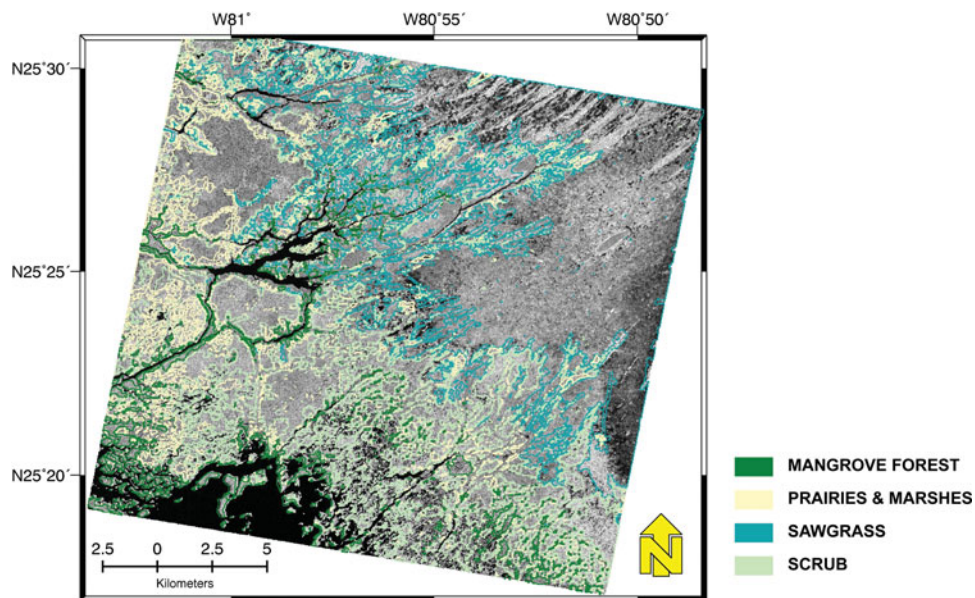 W81° W80°55´ W80°50´
N25°30´
N25°25´
N25°20´
MANGROVE FOREST
PRAIRIES & MARSHES
SAWGRASS
SCRUB
2.5 0 2.5 5
Kilometers
N